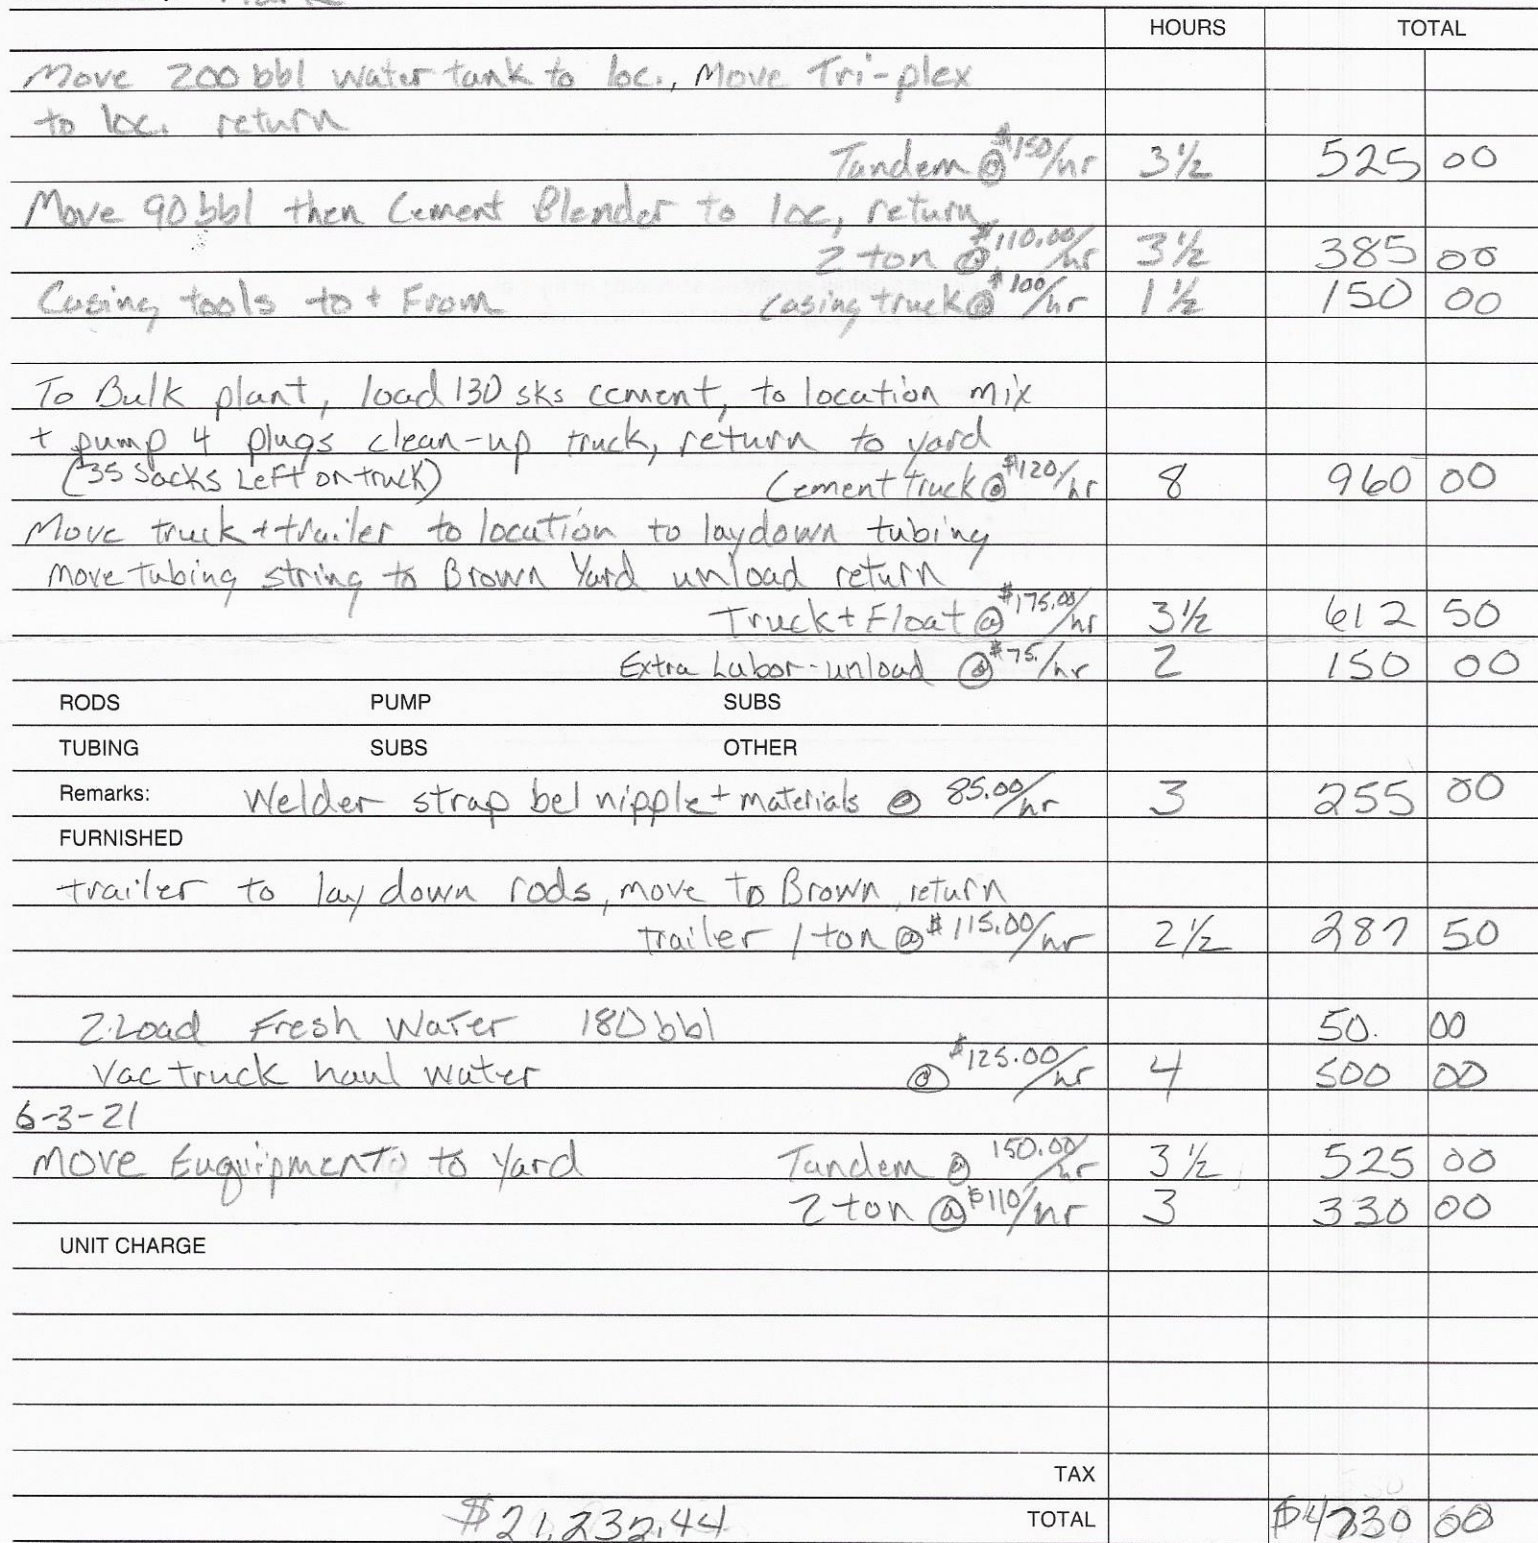 HOURS TOTAL
Move 200 bbl water tank to loc., Move Tri-plex
to loc. return
Tandem @ $150/hr 3½ 525 00
Move 90 bbl then Cement Blender to loc, return
2 ton @ $110.00/hr 3½ 385 00
Casing tools to + From casing truck @ $100/hr 1½ 150 00
To Bulk plant, load 130 sks cement, to location mix
+ pump 4 plugs clean-up truck, return to yard
(35 Sacks Left on truck) Cement truck @ $120/hr 8 960 00
Move truck + trailer to location to laydown tubing
move tubing string to Brown Yard unload return
Truck + Float @ $175.00/hr 3½ 612 50
Extra Labor-unload @ $75./hr 2 150 00
RODS PUMP SUBS
TUBING SUBS OTHER
Remarks: Welder strap bel nipple + materials @ 85.00/hr 3 255 00
FURNISHED
trailer to lay down rods, move to Brown, return
trailer 1 ton @ $115.00/hr 2½ 287 50
2 Load Fresh Water 180 bbl 50. 00
Vac truck haul water @ $125.00/hr 4 500 00
6-3-21
Move Euquipment to Yard Tandem @ 150.00/hr 3½ 525 00
2 ton @ $110/hr 3 330 00
UNIT CHARGE
TAX
$21,232.44 TOTAL $4730 00